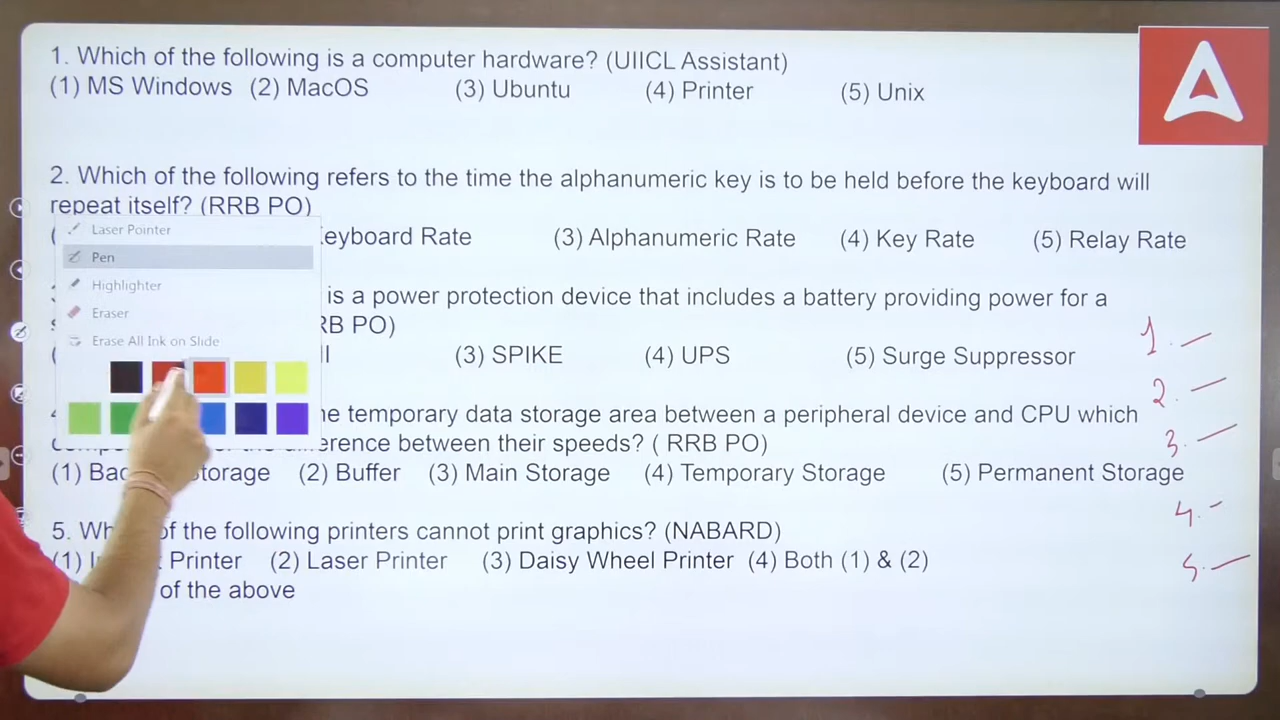 1. Which of the following is a computer hardware? (UIICL Assistant)
(1) MS Windows (2) MacOS (3) Ubuntu (4) Printer (5) Unix
2. Which of the following refers to the time the alphanumeric key is to be held before the keyboard will
repeat itself? (RRB PO)
Laser Pointer
eyboard Rate (3) Alphanumeric Rate (4) Key Rate (5) Relay Rate
Pen
Highlighter
is a power protection device that includes a battery providing power for a
Eraser
RB PO)
Erase All Ink on Slide
(3) SPIKE (4) UPS (5) Surge Suppressor
1. —
2. —
he temporary data storage area between a peripheral device and CPU which
erence between their speeds? ( RRB PO)
3. —
(1) Ba torage (2) Buffer (3) Main Storage (4) Temporary Storage (5) Permanent Storage
4. -
5. Wh of the following printers cannot print graphics? (NABARD)
(1) I Printer (2) Laser Printer (3) Daisy Wheel Printer (4) Both (1) & (2)
5. —
of the above